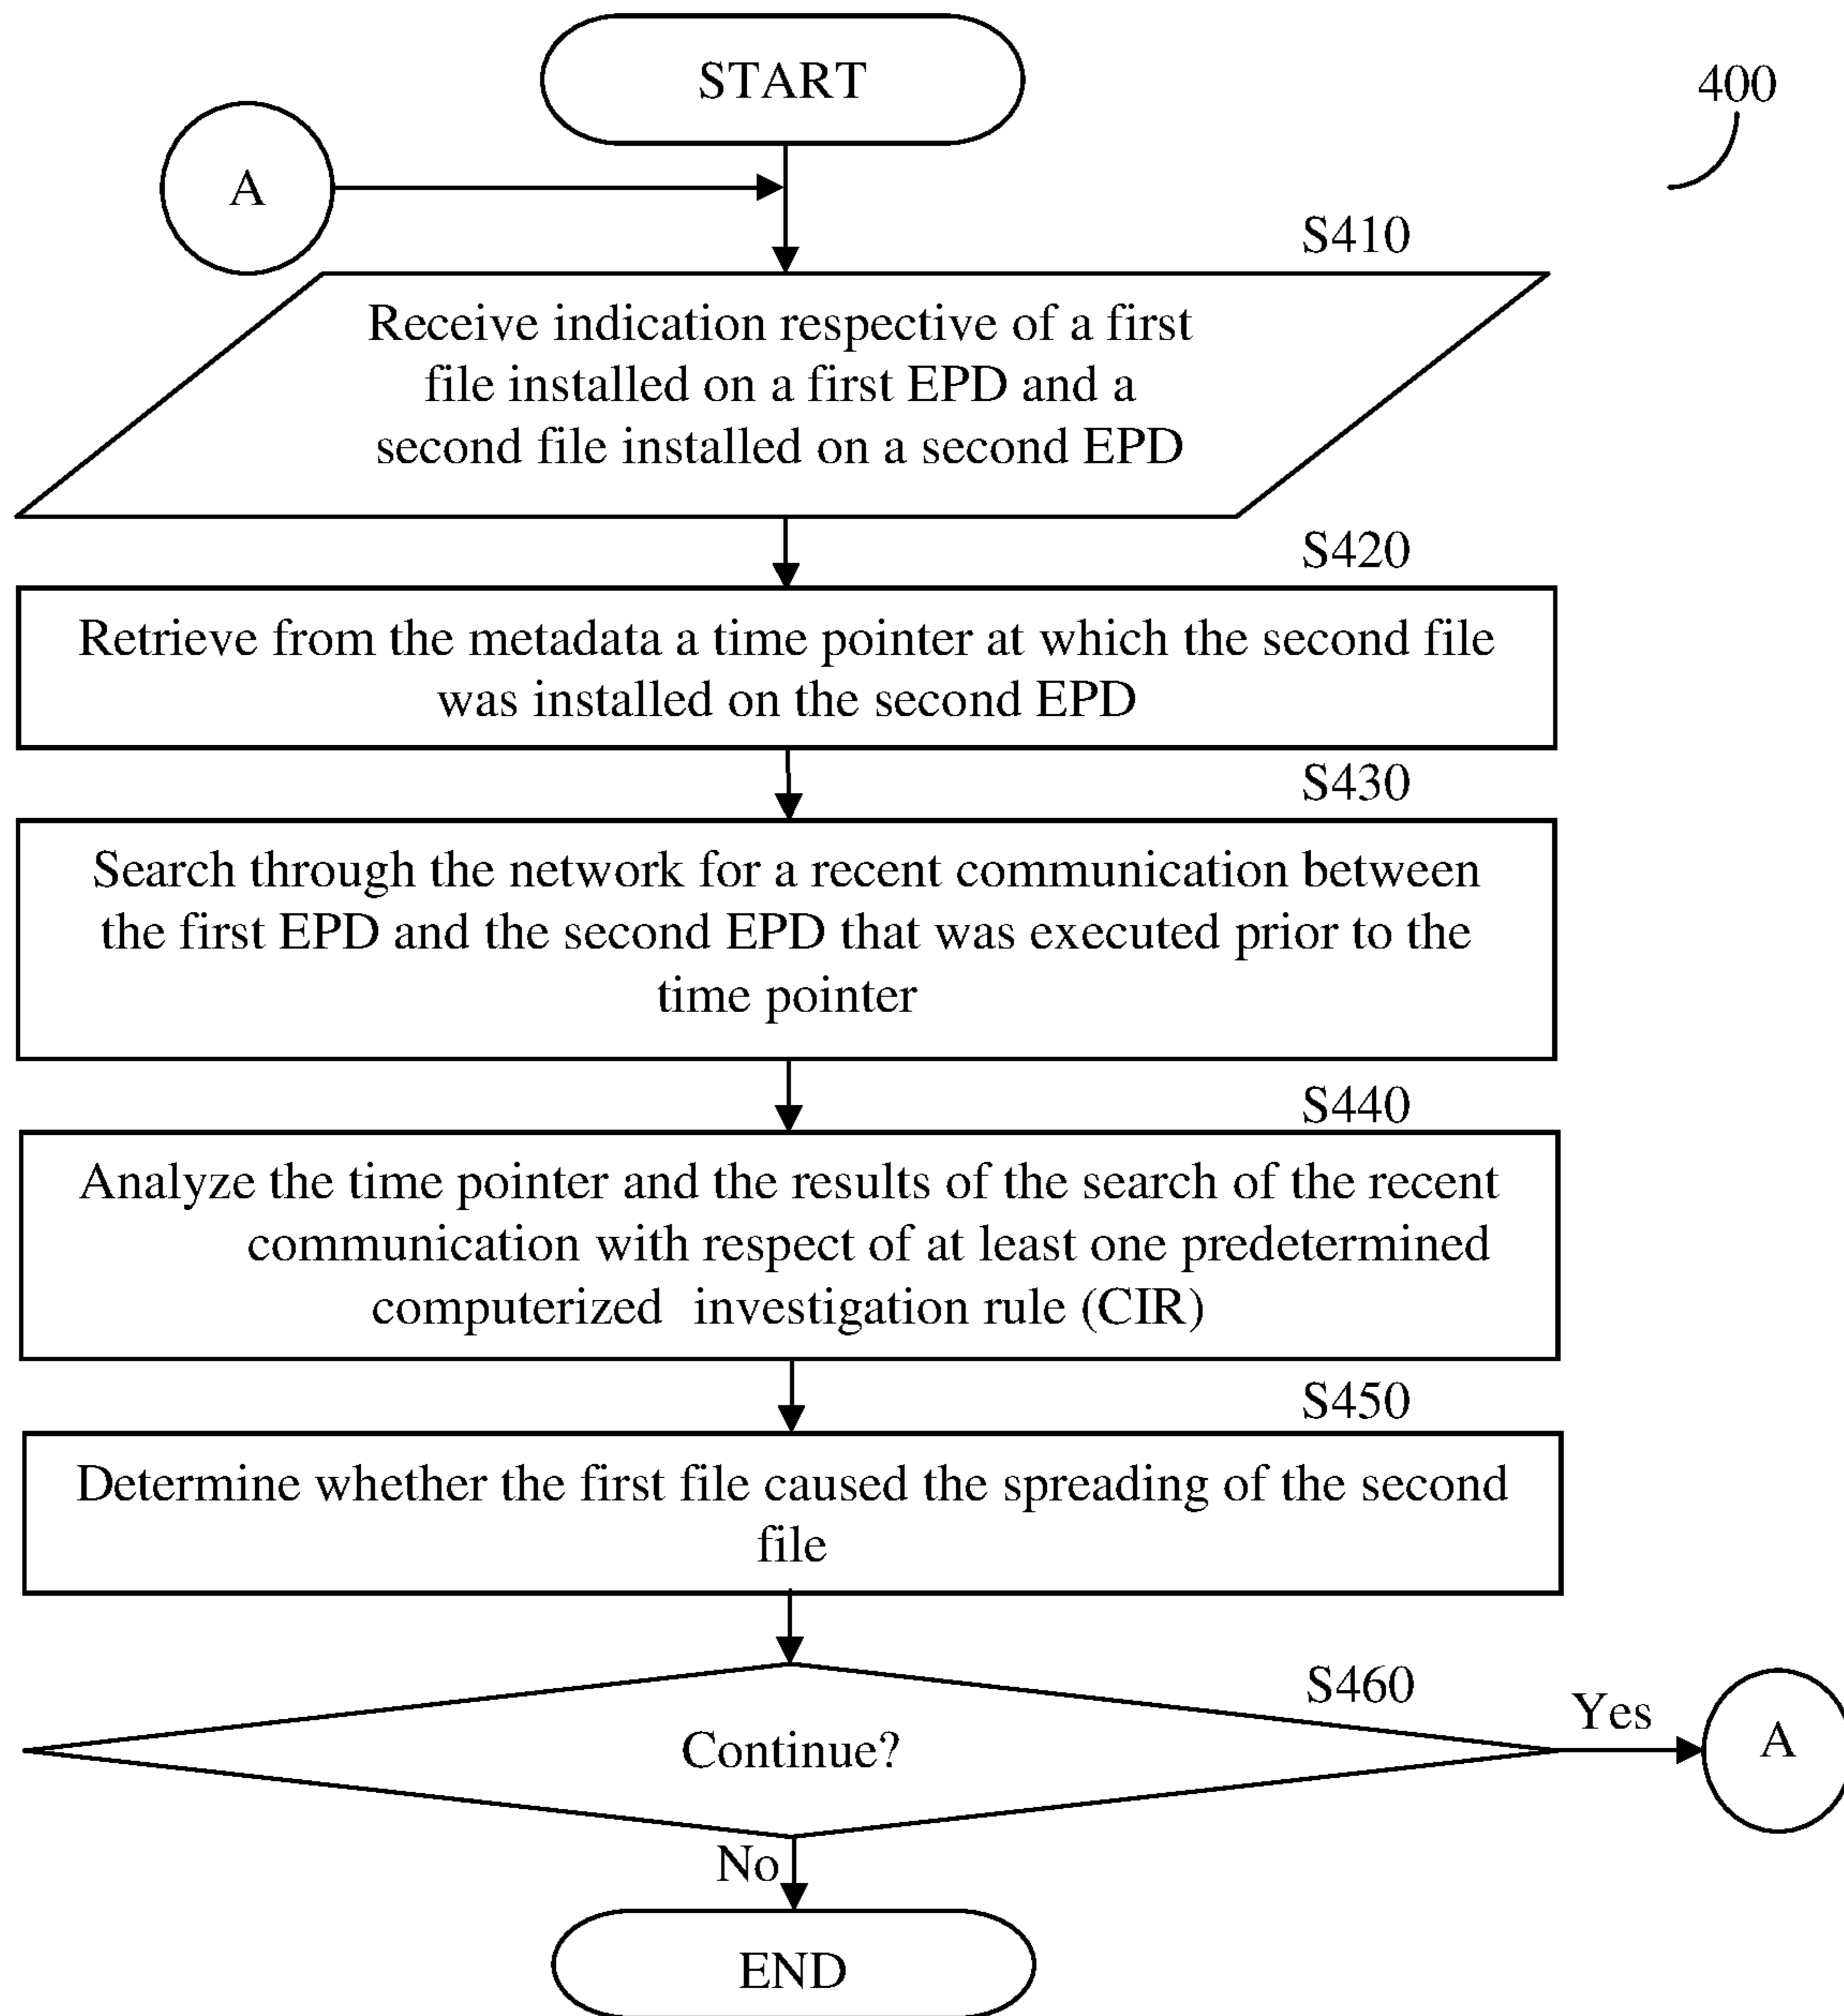 START
400
A
S410
Receive indication respective of a first
file installed on a first EPD and a
second file installed on a second EPD
S420
Retrieve from the metadata a time pointer at which the second file
was installed on the second EPD
S430
Search through the network for a recent communication between
the first EPD and the second EPD that was executed prior to the
time pointer
S440
Analyze the time pointer and the results of the search of the recent
communication with respect of at least one predetermined
computerized investigation rule (CIR)
S450
Determine whether the first file caused the spreading of the second
file
S460
Continue?
Yes
A
No
END